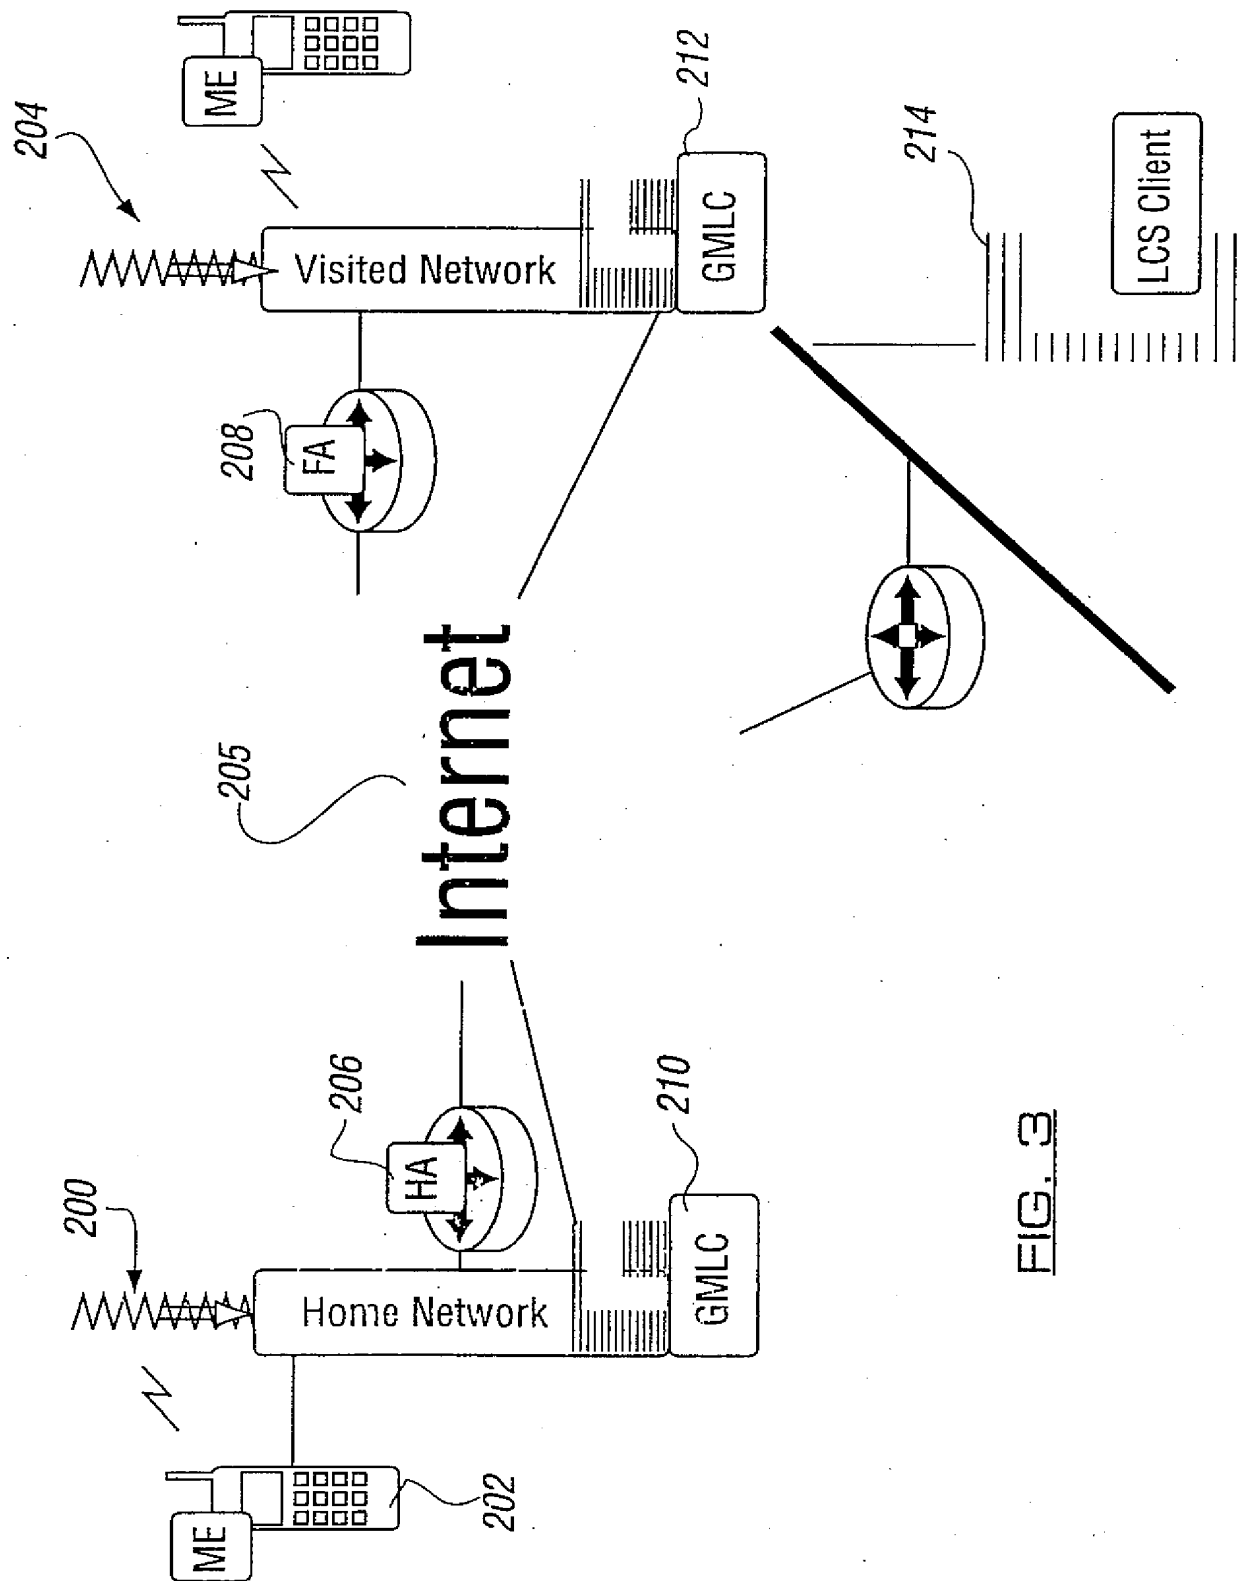 200
204
ME
ME
202
Home Network
HA
206
205
Internet
208
FA
Visited Network
GMLC
210
GMLC
212
214
LCS Client
FIG. 3